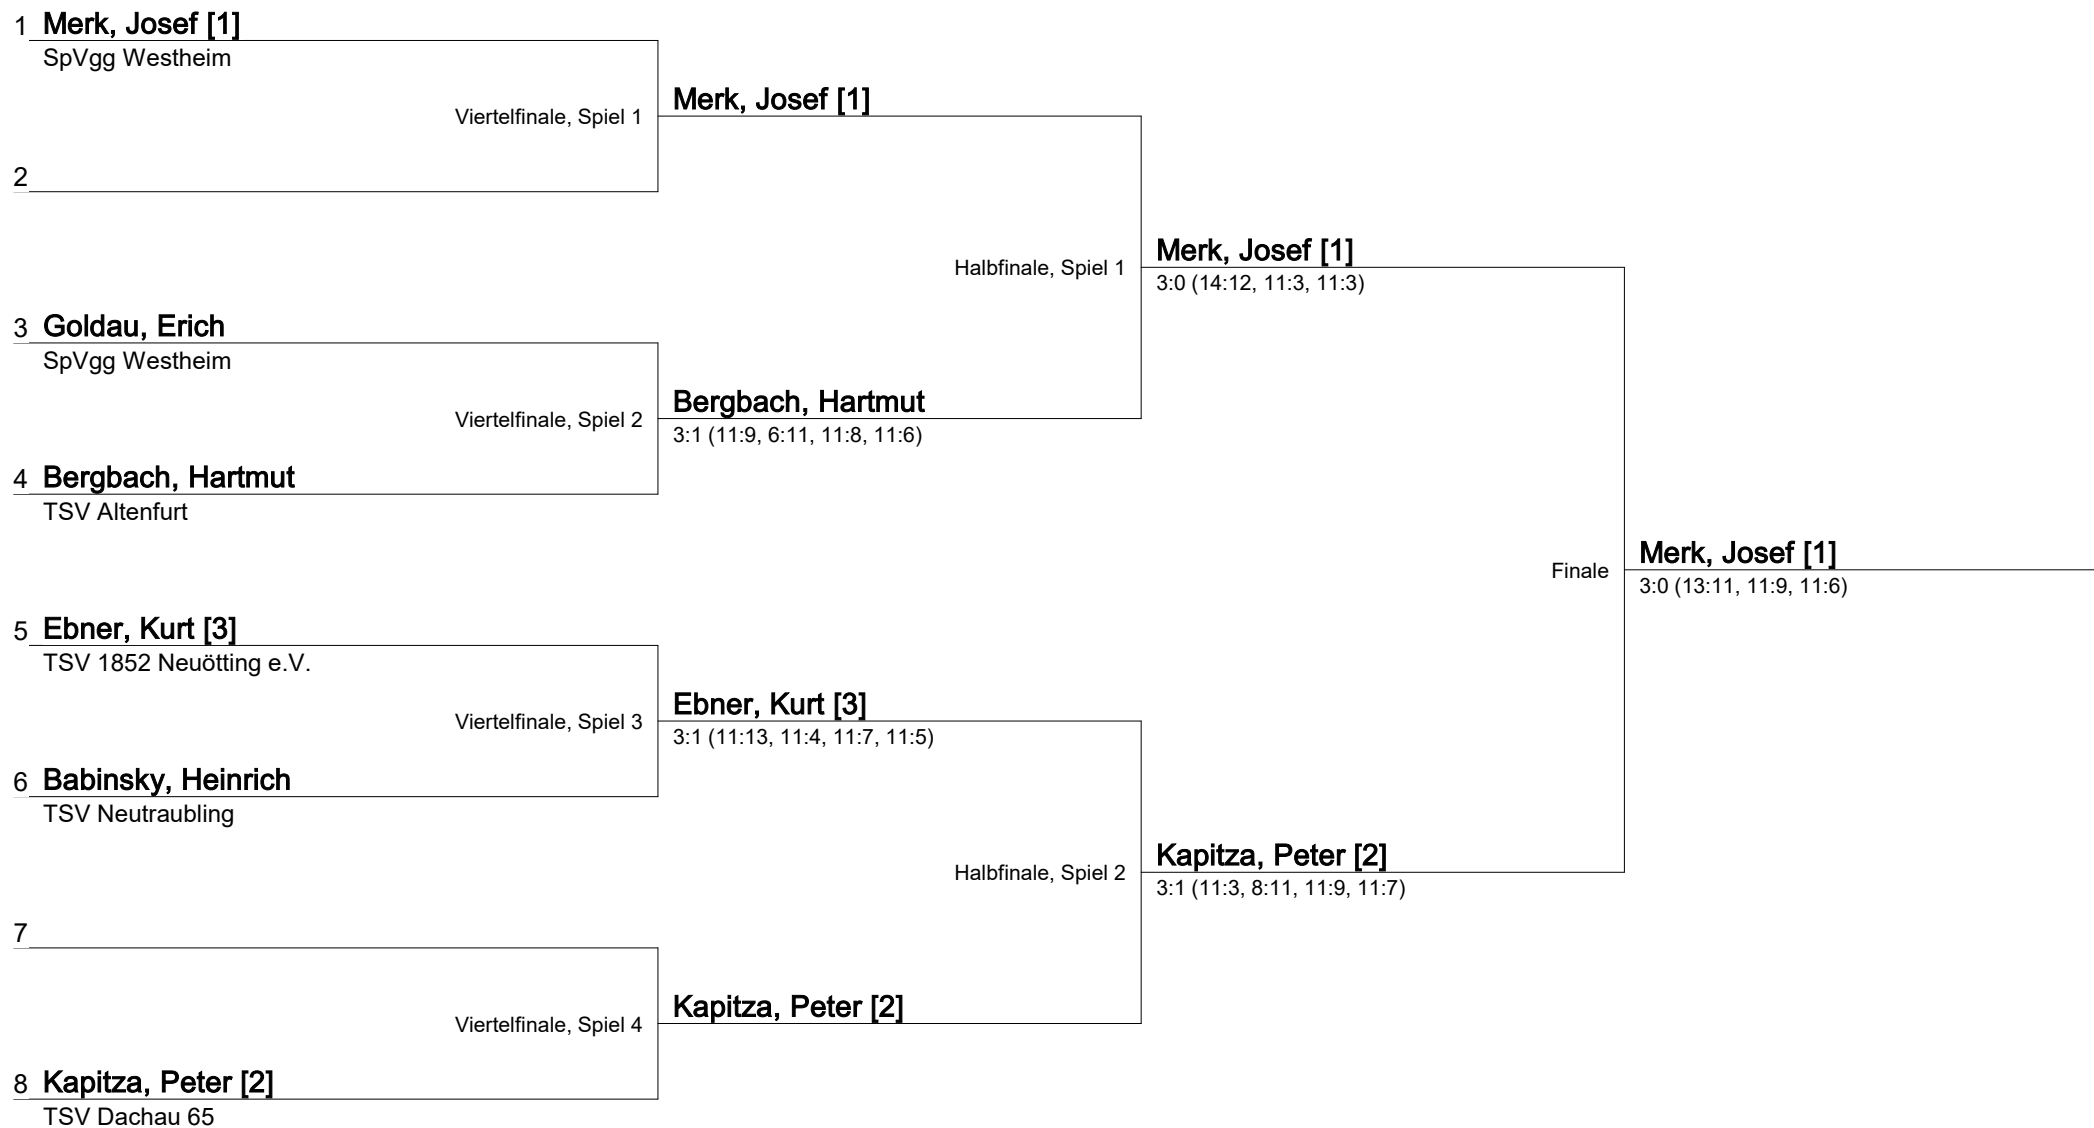 1 Merk, Josef [1]
SpVgg Westheim
Viertelfinale, Spiel 1
Merk, Josef [1]
2
Halbfinale, Spiel 1
Merk, Josef [1]
3:0 (14:12, 11:3, 11:3)
3 Goldau, Erich
SpVgg Westheim
Viertelfinale, Spiel 2
Bergbach, Hartmut
3:1 (11:9, 6:11, 11:8, 11:6)
4 Bergbach, Hartmut
TSV Altenfurt
Finale
Merk, Josef [1]
3:0 (13:11, 11:9, 11:6)
5 Ebner, Kurt [3]
TSV 1852 Neuötting e.V.
Viertelfinale, Spiel 3
Ebner, Kurt [3]
3:1 (11:13, 11:4, 11:7, 11:5)
6 Babinsky, Heinrich
TSV Neutraubling
Halbfinale, Spiel 2
Kapitza, Peter [2]
3:1 (11:3, 8:11, 11:9, 11:7)
7
Viertelfinale, Spiel 4
Kapitza, Peter [2]
8 Kapitza, Peter [2]
TSV Dachau 65